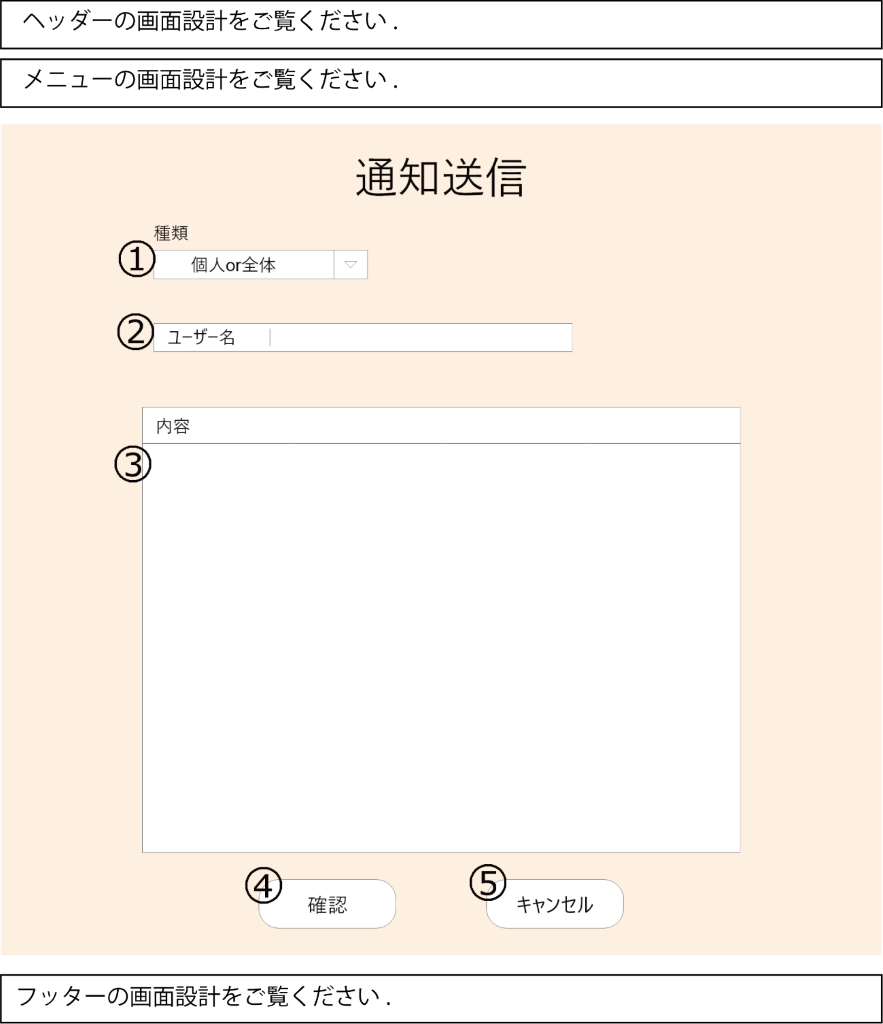 ヘッダーの画面設計をご覧ください.
メニューの画面設計をご覧ください.
通知送信
種類
① 個人or全体
② ユーザー名
内容
③
④ 確認
⑤ キャンセル
フッターの画面設計をご覧ください.